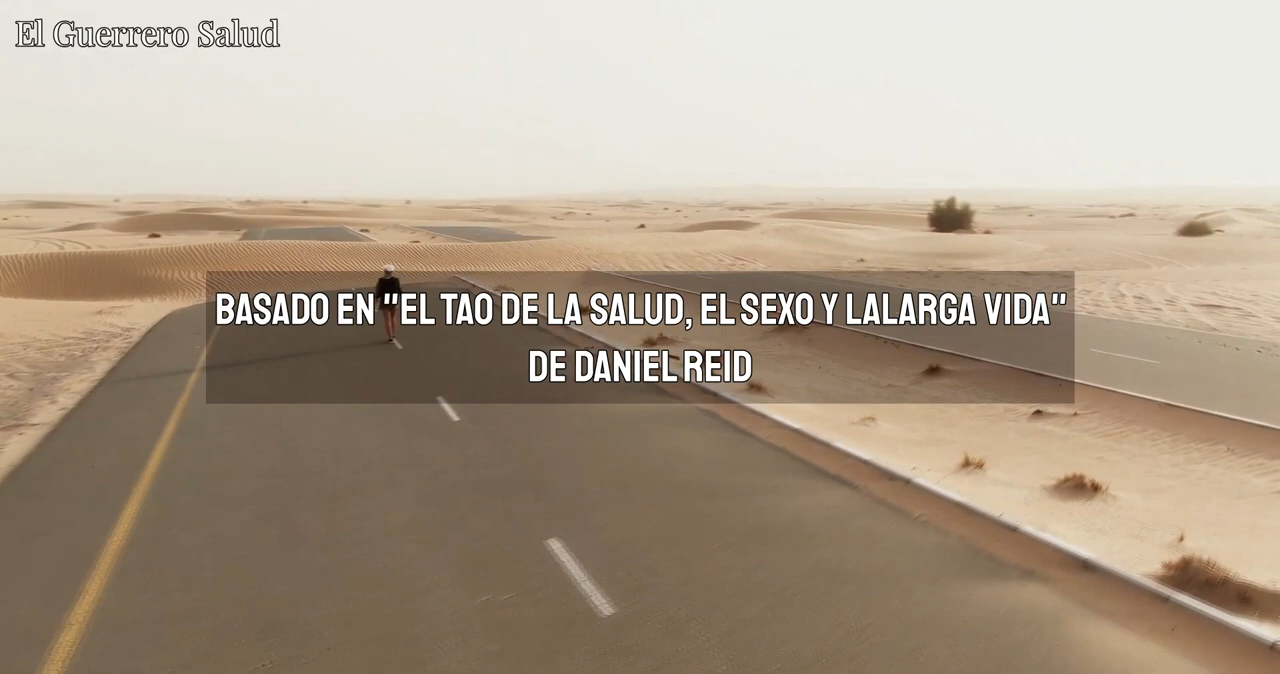 El Guerrero Salud
BASADO EN "EL TAO DE LA SALUD, EL SEXO Y LALARGA VIDA"
DE DANIEL REID